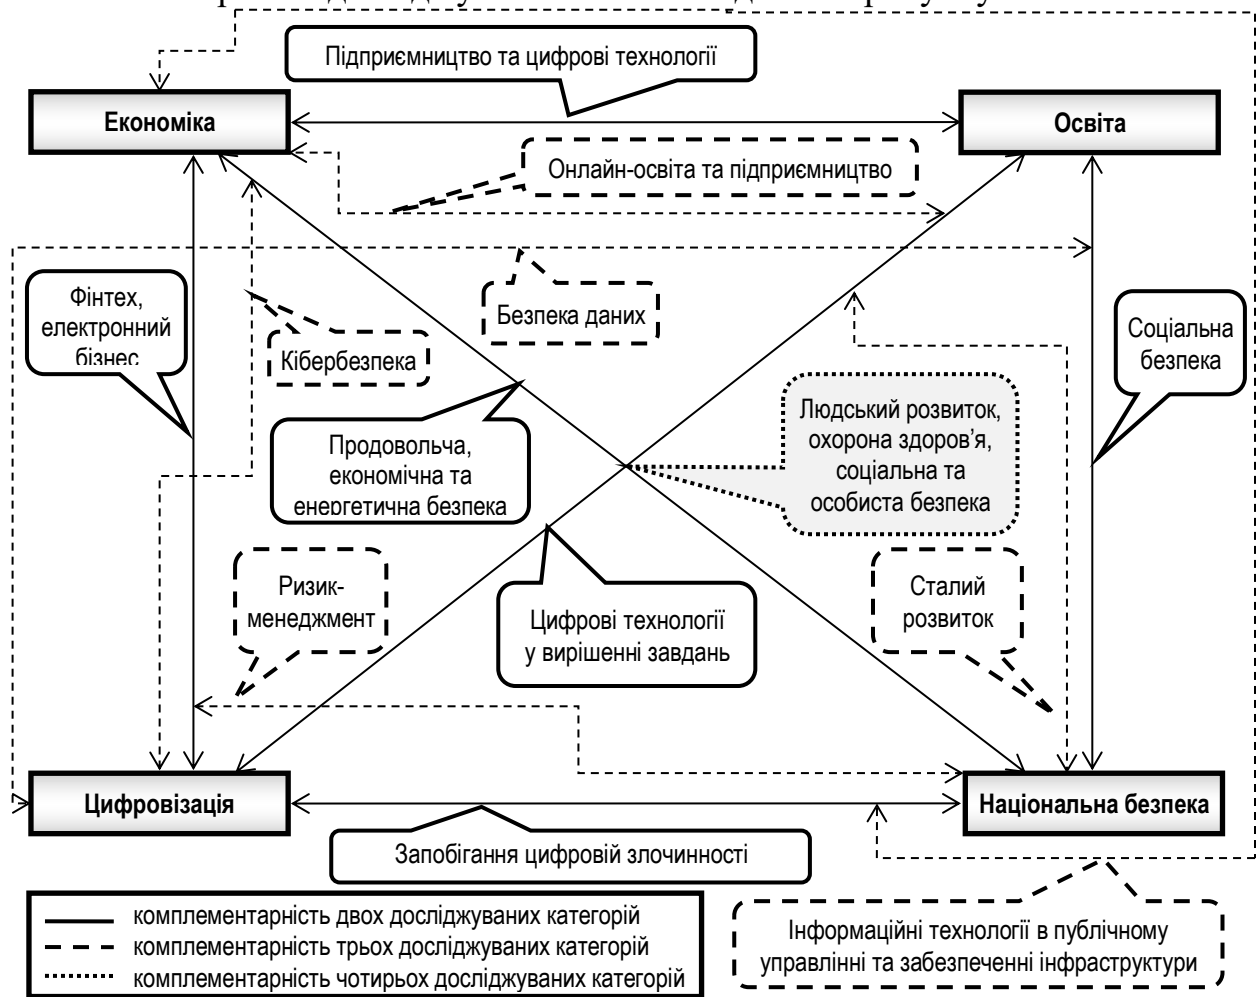 Підприємництво та цифрові технології
Економіка
Освіта
Онлайн-освіта та підприємництво
Фінтех,
електронний
бізнес
Безпека даних
Кібербезпека
Соціальна
безпека
Людський розвиток,
охорона здоров’я,
соціальна та
особиста безпека
Продовольча,
економічна та
енергетична безпека
Ризик-
менеджмент
Цифрові технології
у вирішенні завдань
Сталий
розвиток
Цифровізація
Національна безпека
Запобігання цифровій злочинності
комплементарність двох досліджуваних категорій
комплементарність трьох досліджуваних категорій
комплементарність чотирьох досліджуваних категорій
Інформаційні технології в публічному
управлінні та забезпеченні інфраструктури